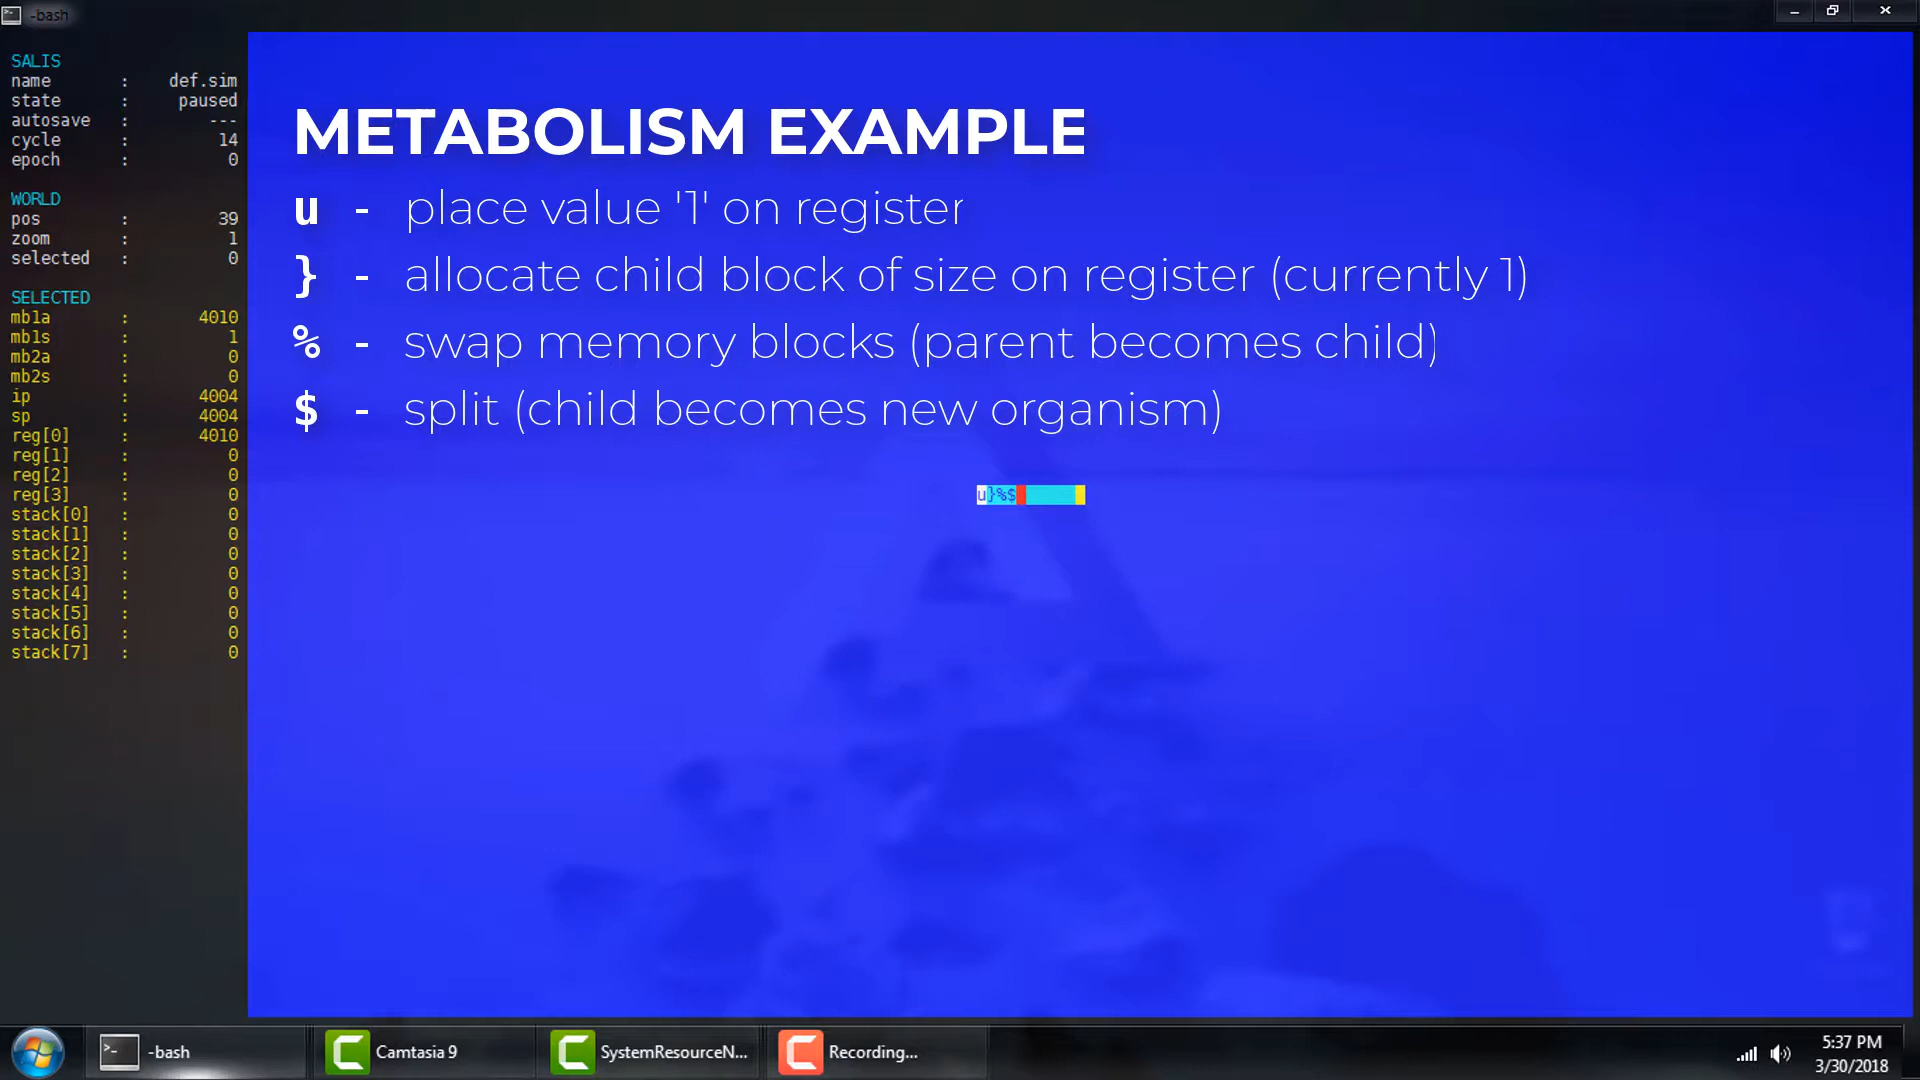 -bash
SALIS
name : def.sim
state : paused
autosave : ---
cycle : 14
epoch : 0
WORLD
pos : 39
zoom : 1
selected : 0
SELECTED
mb1a : 4010
mb1s : 1
mb2a : 0
mb2s : 0
ip : 4004
sp : 4004
reg[0] : 4010
reg[1] : 0
reg[2] : 0
reg[3] : 0
stack[0] : 0
stack[1] : 0
stack[2] : 0
stack[3] : 0
stack[4] : 0
stack[5] : 0
stack[6] : 0
stack[7] : 0
METABOLISM EXAMPLE
u - place value '1' on register
} - allocate child block of size on register (currently 1)
% - swap memory blocks (parent becomes child)
$ - split (child becomes new organism)
u}%$
-bash
Camtasia 9
SystemResourceN...
Recording...
5:37 PM
3/30/2018